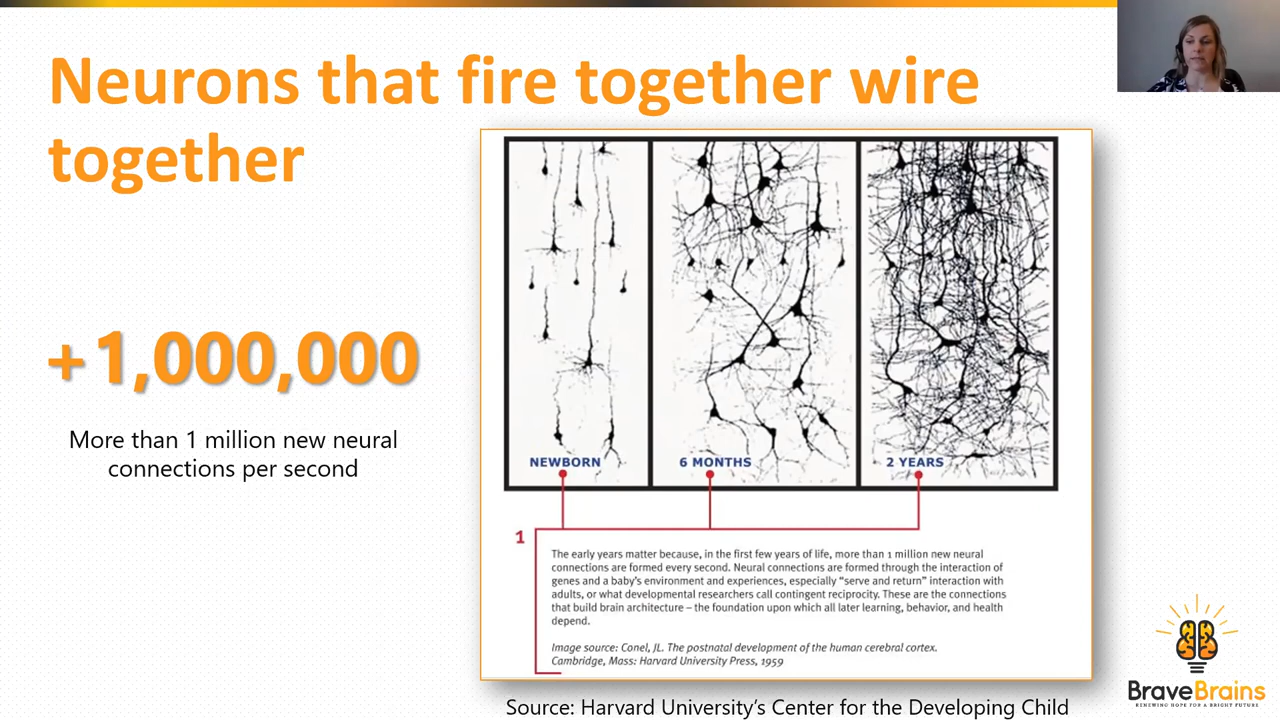 Neurons that fire together wire
together
+1,000,000
More than 1 million new neural
connections per second
NEWBORN
6 MONTHS
2 YEARS
1
The early years matter because, in the first few years of life, more than 1 million new neural
connections are formed every second. Neural connections are formed through the interaction of
genes and a baby's environment and experiences, especially “serve and return” interaction with
adults, or what developmental researchers call contingent reciprocity. These are the connections
that build brain architecture – the foundation upon which all later learning, behavior, and health
depend.
Image source: Conel, JL. The postnatal development of the human cerebral cortex.
Cambridge, Mass: Harvard University Press, 1959
Source: Harvard University's Center for the Developing Child
BraveBrains
RENEWING HOPE FOR A BRIGHT FUTURE